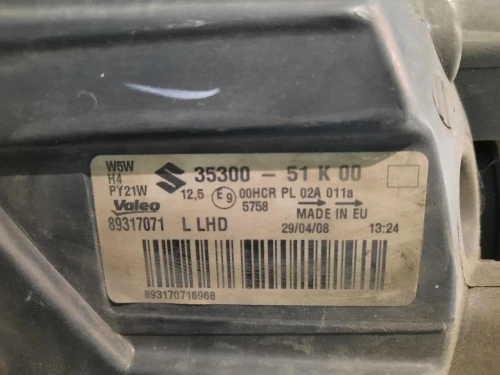 W5W
H4
PY21W
35300 - 51 K 00
12,5 E9 00HCR PL 02A 011a
5758
Valeo
MADE IN EU
89317071 L LHD 29/04/08 13:24
893170716968